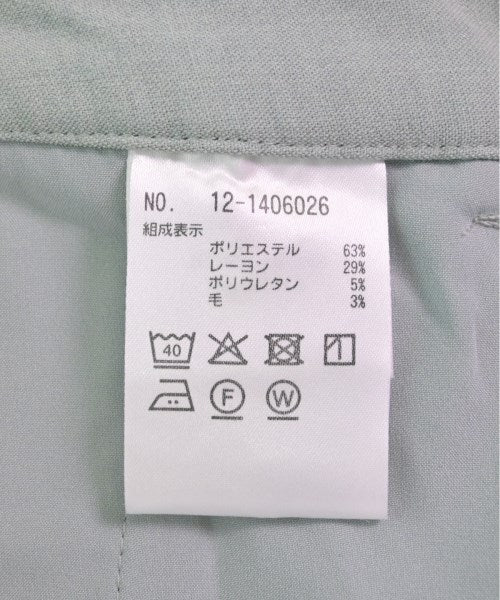 NO. 12-1406026
組成表示
ポリエステル 63%
レーヨン 29%
ポリウレタン 5%
毛 3%
40
F W